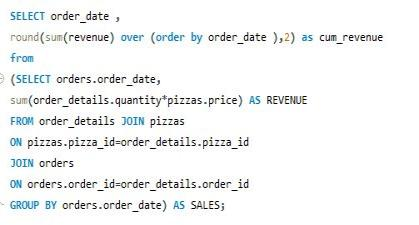 SELECT order_date ,
round(sum(revenue) over (order by order_date ),2) as cum_revenue
from
(SELECT orders.order_date,
sum(order_details.quantity*pizzas.price) AS REVENUE
FROM order_details JOIN pizzas
ON pizzas.pizza_id=order_details.pizza_id
JOIN orders
ON orders.order_id=order_details.order_id
GROUP BY orders.order_date) AS SALES;